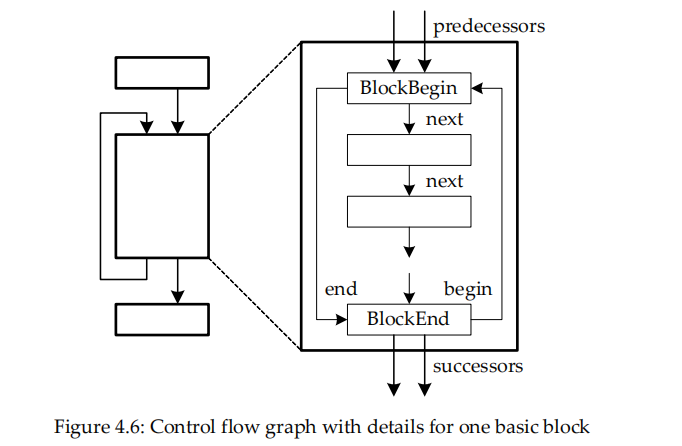 predecessors
BlockBegin
next
next
end
begin
BlockEnd
successors
Figure 4.6: Control flow graph with details for one basic block